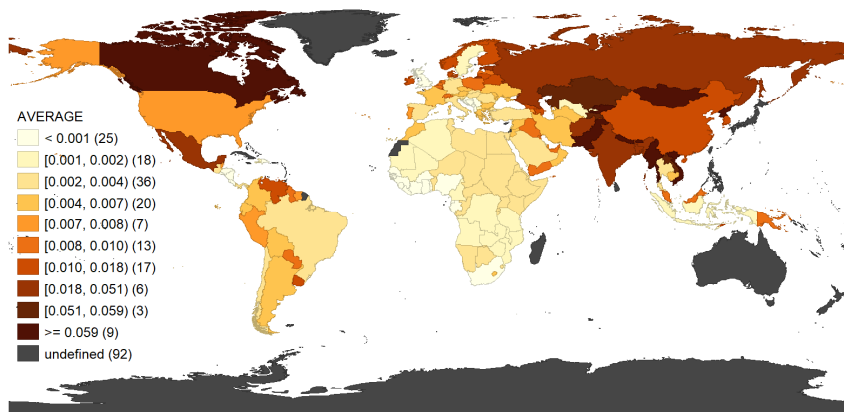 AVERAGE
< 0.001 (25)
[0.001, 0.002) (18)
[0.002, 0.004) (36)
[0.004, 0.007) (20)
[0.007, 0.008) (7)
[0.008, 0.010) (13)
[0.010, 0.018) (17)
[0.018, 0.051) (6)
[0.051, 0.059) (3)
>= 0.059 (9)
undefined (92)